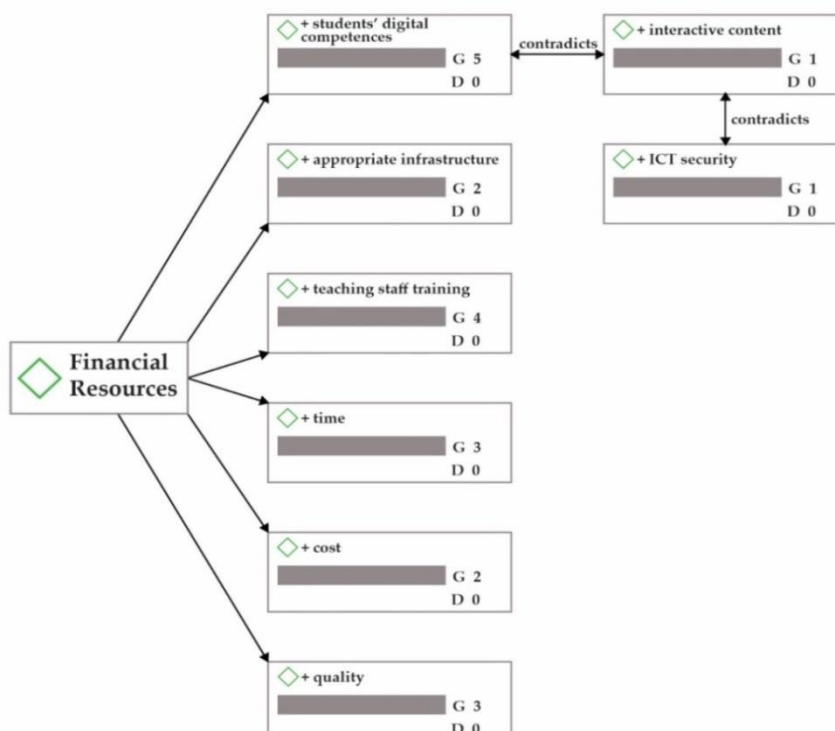 + students' digital
competences
G 5
D 0
contradicts
+ interactive content
G 1
D 0
contradicts
+ ICT security
G 1
D 0
+ appropriate infrastructure
G 2
D 0
+ teaching staff training
G 4
D 0
Financial
Resources
+ time
G 3
D 0
+ cost
G 2
D 0
+ quality
G 3
D 0